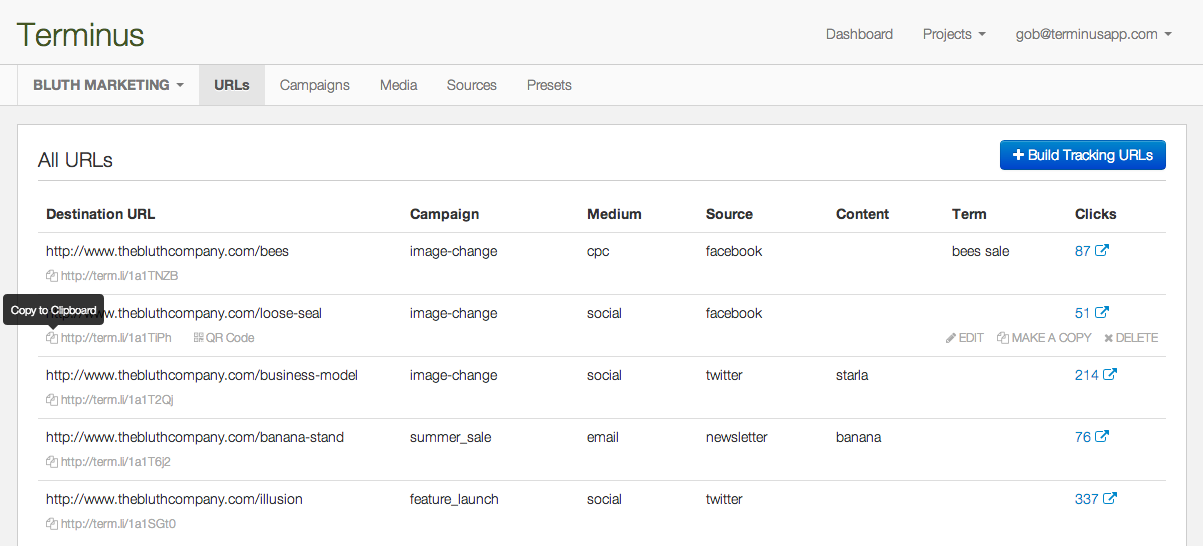 Terminus
Dashboard Projects gob@terminusapp.com
BLUTH MARKETING URLs Campaigns Media Sources Presets
All URLs + Build Tracking URLs
Destination URL Campaign Medium Source Content Term Clicks
http://www.thebluthcompany.com/bees image-change cpc facebook bees sale 87
http://term.li/1a1TNZB
Copy to Clipboard
www.thebluthcompany.com/loose-seal image-change social facebook 51
http://term.li/1a1TiPh QR Code EDIT MAKE A COPY DELETE
http://www.thebluthcompany.com/business-model image-change social twitter starla 214
http://term.li/1a1T2Qj
http://www.thebluthcompany.com/banana-stand summer_sale email newsletter banana 76
http://term.li/1a1T6j2
http://www.thebluthcompany.com/illusion feature_launch social twitter 337
http://term.li/1a1SGt0